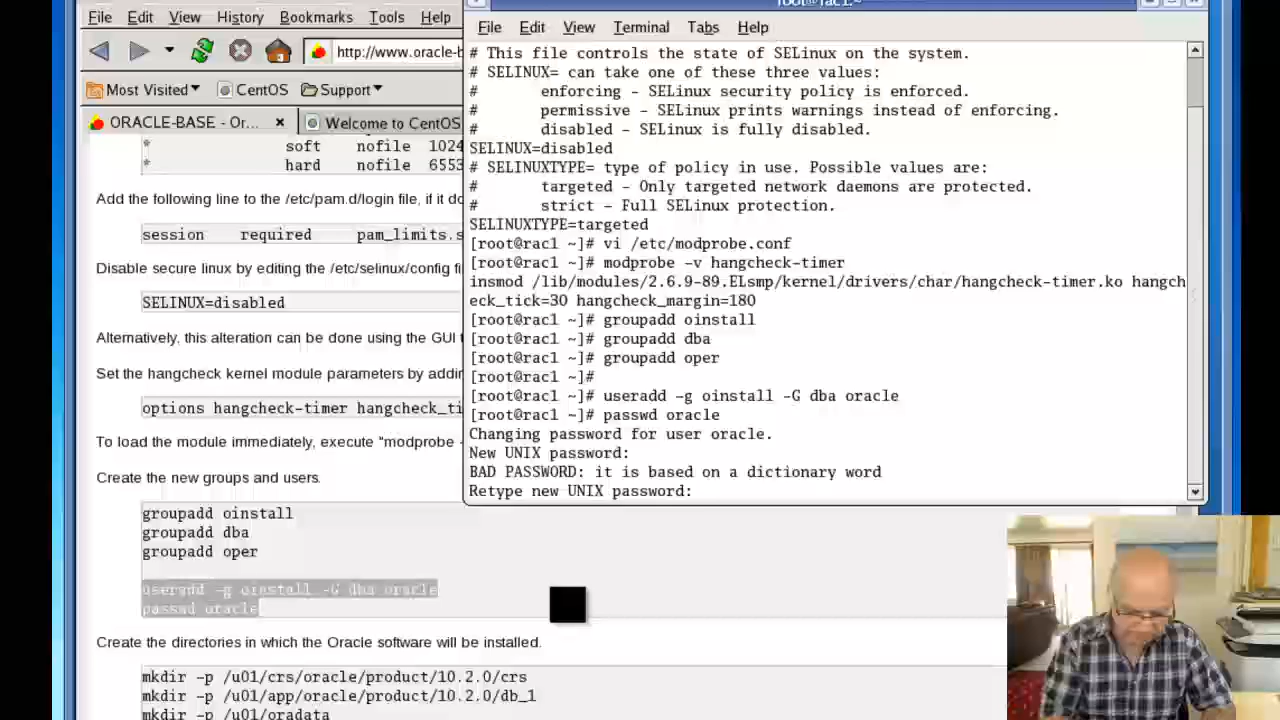 File Edit View History Bookmarks Tools Help
http://www.oracle-b
Most Visited CentOS Support
ORACLE-BASE - Or... Welcome to CentOS
* soft nofile 1024
* hard nofile 6553
Add the following line to the /etc/pam.d/login file, if it do
session required pam_limits.s
Disable secure linux by editing the /etc/selinux/config fi
SELINUX=disabled
Alternatively, this alteration can be done using the GUI t
Set the hangcheck kernel module parameters by addin
options hangcheck-timer hangcheck_ti
To load the module immediately, execute "modprobe -
Create the new groups and users.
groupadd oinstall
groupadd dba
groupadd oper
useradd -g oinstall -G dba oracle
passwd oracle
Create the directories in which the Oracle software will be installed.
mkdir -p /u01/crs/oracle/product/10.2.0/crs
mkdir -p /u01/app/oracle/product/10.2.0/db_1
mkdir -p /u01/oradata
root@rac1:~
File Edit View Terminal Tabs Help
# This file controls the state of SELinux on the system.
# SELINUX= can take one of these three values:
# enforcing - SELinux security policy is enforced.
# permissive - SELinux prints warnings instead of enforcing.
# disabled - SELinux is fully disabled.
SELINUX=disabled
# SELINUXTYPE= type of policy in use. Possible values are:
# targeted - Only targeted network daemons are protected.
# strict - Full SELinux protection.
SELINUXTYPE=targeted
[root@rac1 ~]# vi /etc/modprobe.conf
[root@rac1 ~]# modprobe -v hangcheck-timer
insmod /lib/modules/2.6.9-89.ELsmp/kernel/drivers/char/hangcheck-timer.ko hangch
eck_tick=30 hangcheck_margin=180
[root@rac1 ~]# groupadd oinstall
[root@rac1 ~]# groupadd dba
[root@rac1 ~]# groupadd oper
[root@rac1 ~]#
[root@rac1 ~]# useradd -g oinstall -G dba oracle
[root@rac1 ~]# passwd oracle
Changing password for user oracle.
New UNIX password:
BAD PASSWORD: it is based on a dictionary word
Retype new UNIX password: